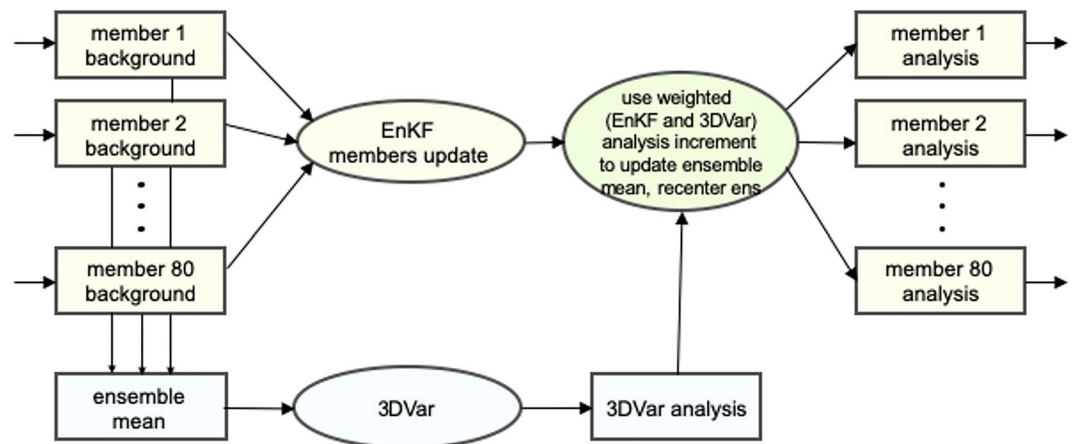 member 1
background
member 2
background
member 80
background
ensemble
mean
EnKF
members update
3DVar
use weighted
(EnKF and 3DVar)
analysis increment
to update ensemble
mean, recenter ens
3DVar analysis
member 1
analysis
member 2
analysis
member 80
analysis